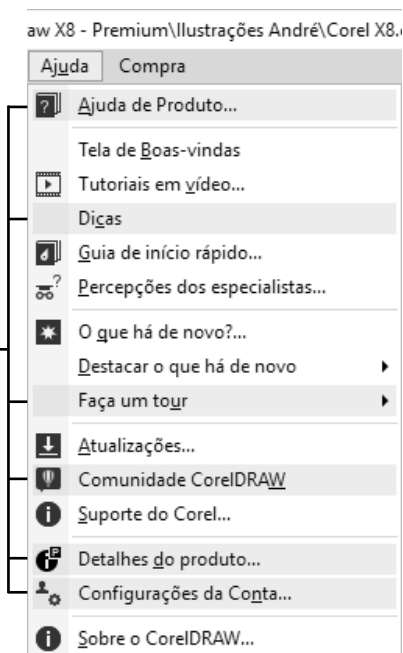 aw X8 - Premium\Ilustrações André\Corel X8.
Ajuda Compra
Ajuda de Produto...
Tela de Boas-vindas
Tutoriais em vídeo...
Dicas
Guia de início rápido...
Percepções dos especialistas...
O que há de novo?...
Destacar o que há de novo
Faça um tour
Atualizações...
Comunidade CorelDRAW
Suporte do Corel...
Detalhes do produto...
Configurações da Conta...
Sobre o CorelDRAW...